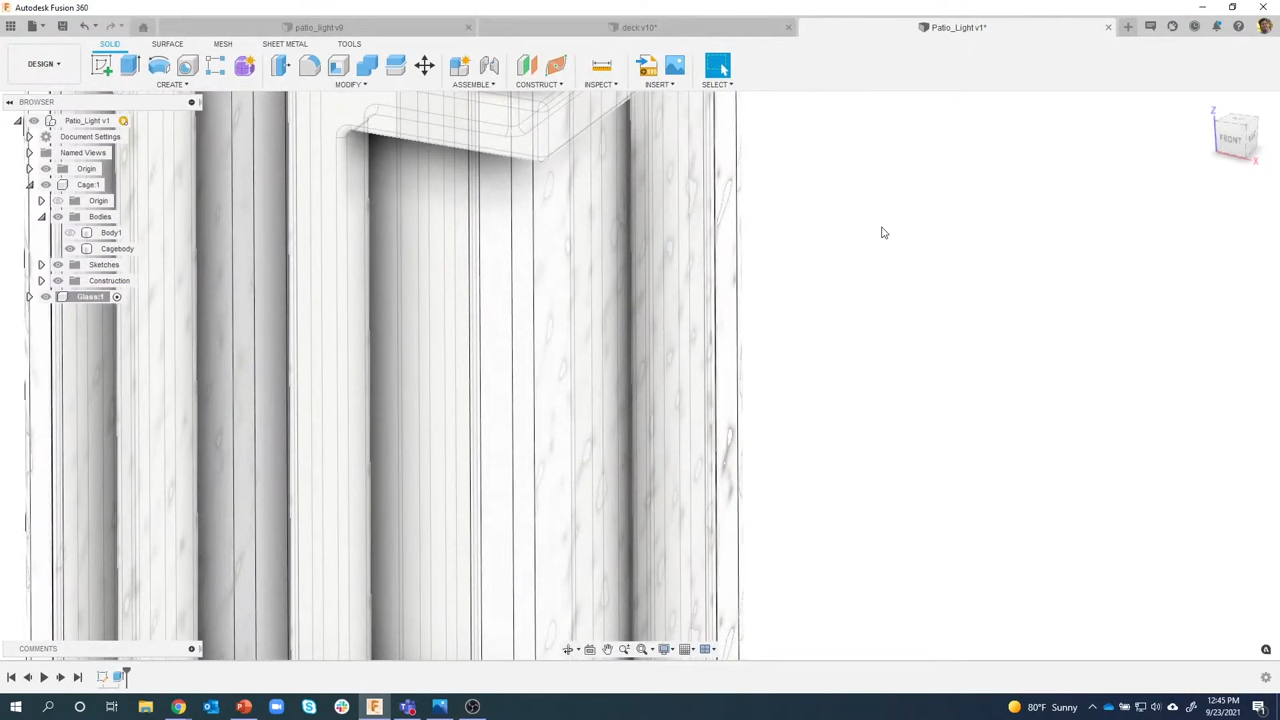 Autodesk Fusion 360
patio_light v9
deck v10*
Patio_Light v1*
SOLID SURFACE MESH SHEET METAL TOOLS
DESIGN
CREATE MODIFY ASSEMBLE CONSTRUCT INSPECT INSERT SELECT
BROWSER
Patio_Light v1
Document Settings
Named Views
Origin
Cage:1
Origin
Bodies
Body1
Cagebody
Sketches
Construction
Glass:1
Z
FRONT
X
COMMENTS
80°F Sunny
12:45 PM
9/23/2021